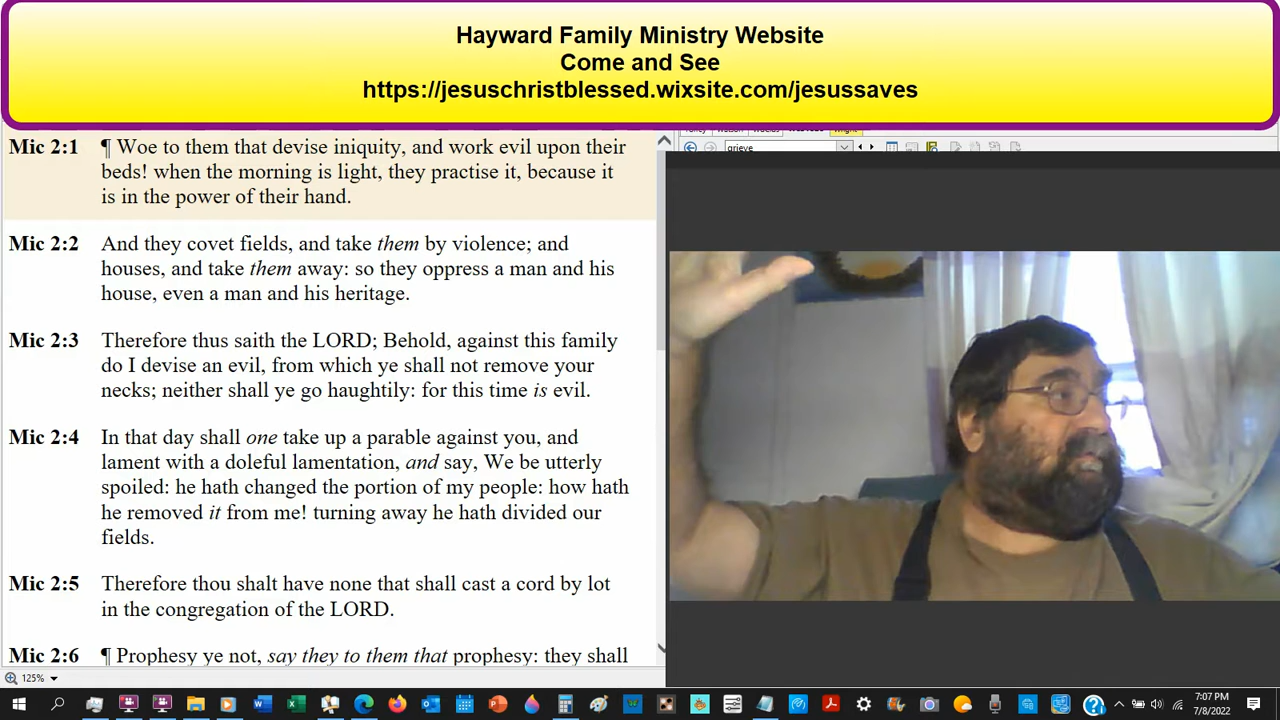 Hayward Family Ministry Website
Come and See
https://jesuschristblessed.wixsite.com/jesussaves
grieve
Mic 2:1 ¶ Woe to them that devise iniquity, and work evil upon their
beds! when the morning is light, they practise it, because it
is in the power of their hand.
Mic 2:2 And they covet fields, and take them by violence; and
houses, and take them away: so they oppress a man and his
house, even a man and his heritage.
Mic 2:3 Therefore thus saith the LORD; Behold, against this family
do I devise an evil, from which ye shall not remove your
necks; neither shall ye go haughtily: for this time is evil.
Mic 2:4 In that day shall one take up a parable against you, and
lament with a doleful lamentation, and say, We be utterly
spoiled: he hath changed the portion of my people: how hath
he removed it from me! turning away he hath divided our
fields.
Mic 2:5 Therefore thou shalt have none that shall cast a cord by lot
in the congregation of the LORD.
Mic 2:6 ¶ Prophesy ye not, say they to them that prophesy: they shall
125%
7:07 PM
7/8/2022